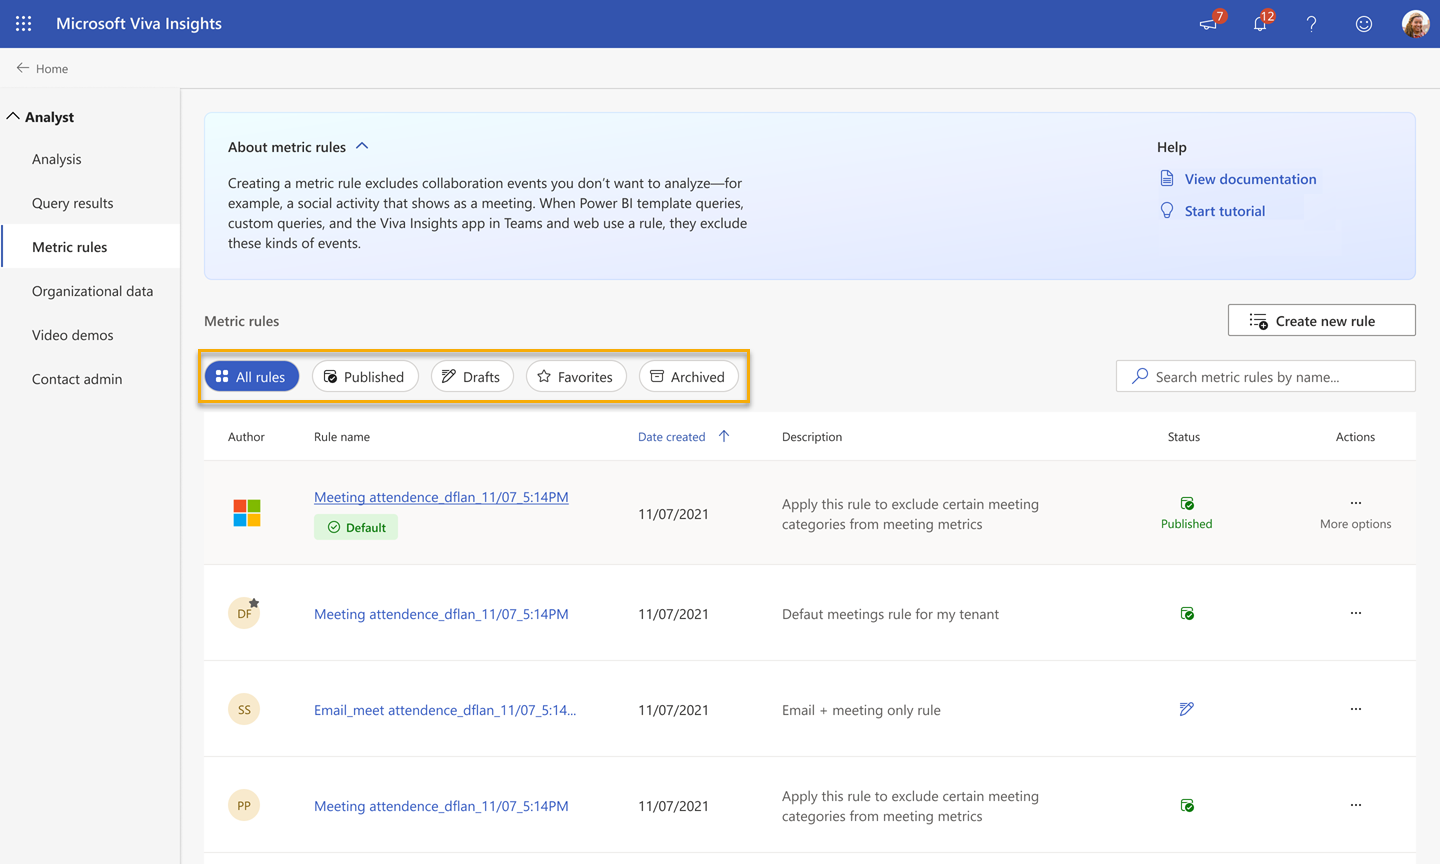 Microsoft Viva Insights
7
12
Home
Analyst
Analysis
Query results
Metric rules
Organizational data
Video demos
Contact admin
About metric rules
Creating a metric rule excludes collaboration events you don’t want to analyze—for
example, a social activity that shows as a meeting. When Power BI template queries,
custom queries, and the Viva Insights app in Teams and web use a rule, they exclude
these kinds of events.
Help
View documentation
Start tutorial
Metric rules
Create new rule
All rules
Published
Drafts
Favorites
Archived
Search metric rules by name...
Author
Rule name
Date created
Description
Status
Actions
Meeting attendence_dflan_11/07_5:14PM
Default
11/07/2021
Apply this rule to exclude certain meeting
categories from meeting metrics
Published
...
More options
DF
Meeting attendence_dflan_11/07_5:14PM
11/07/2021
Defaut meetings rule for my tenant
...
SS
Email_meet attendence_dflan_11/07_5:14...
11/07/2021
Email + meeting only rule
...
PP
Meeting attendence_dflan_11/07_5:14PM
11/07/2021
Apply this rule to exclude certain meeting
categories from meeting metrics
...